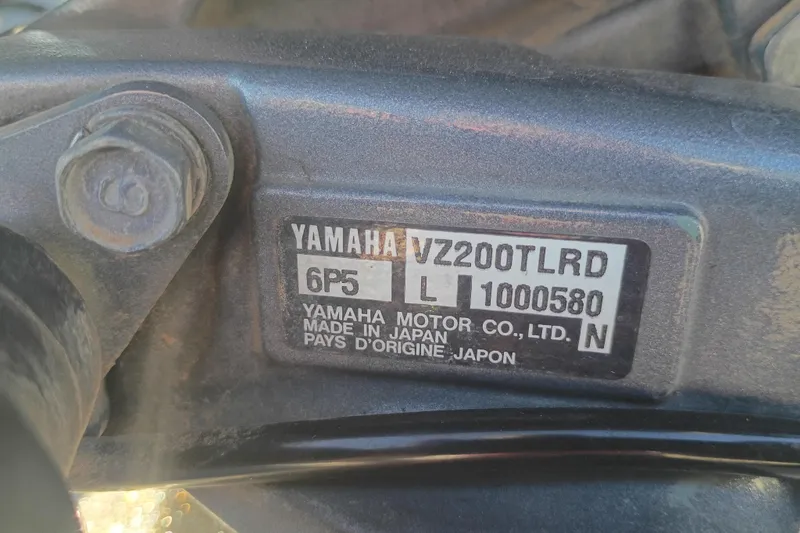 YAMAHA VZ200TLRD
6P5 L 1000580
YAMAHA MOTOR CO., LTD. N
MADE IN JAPAN
PAYS D'ORIGINE JAPON